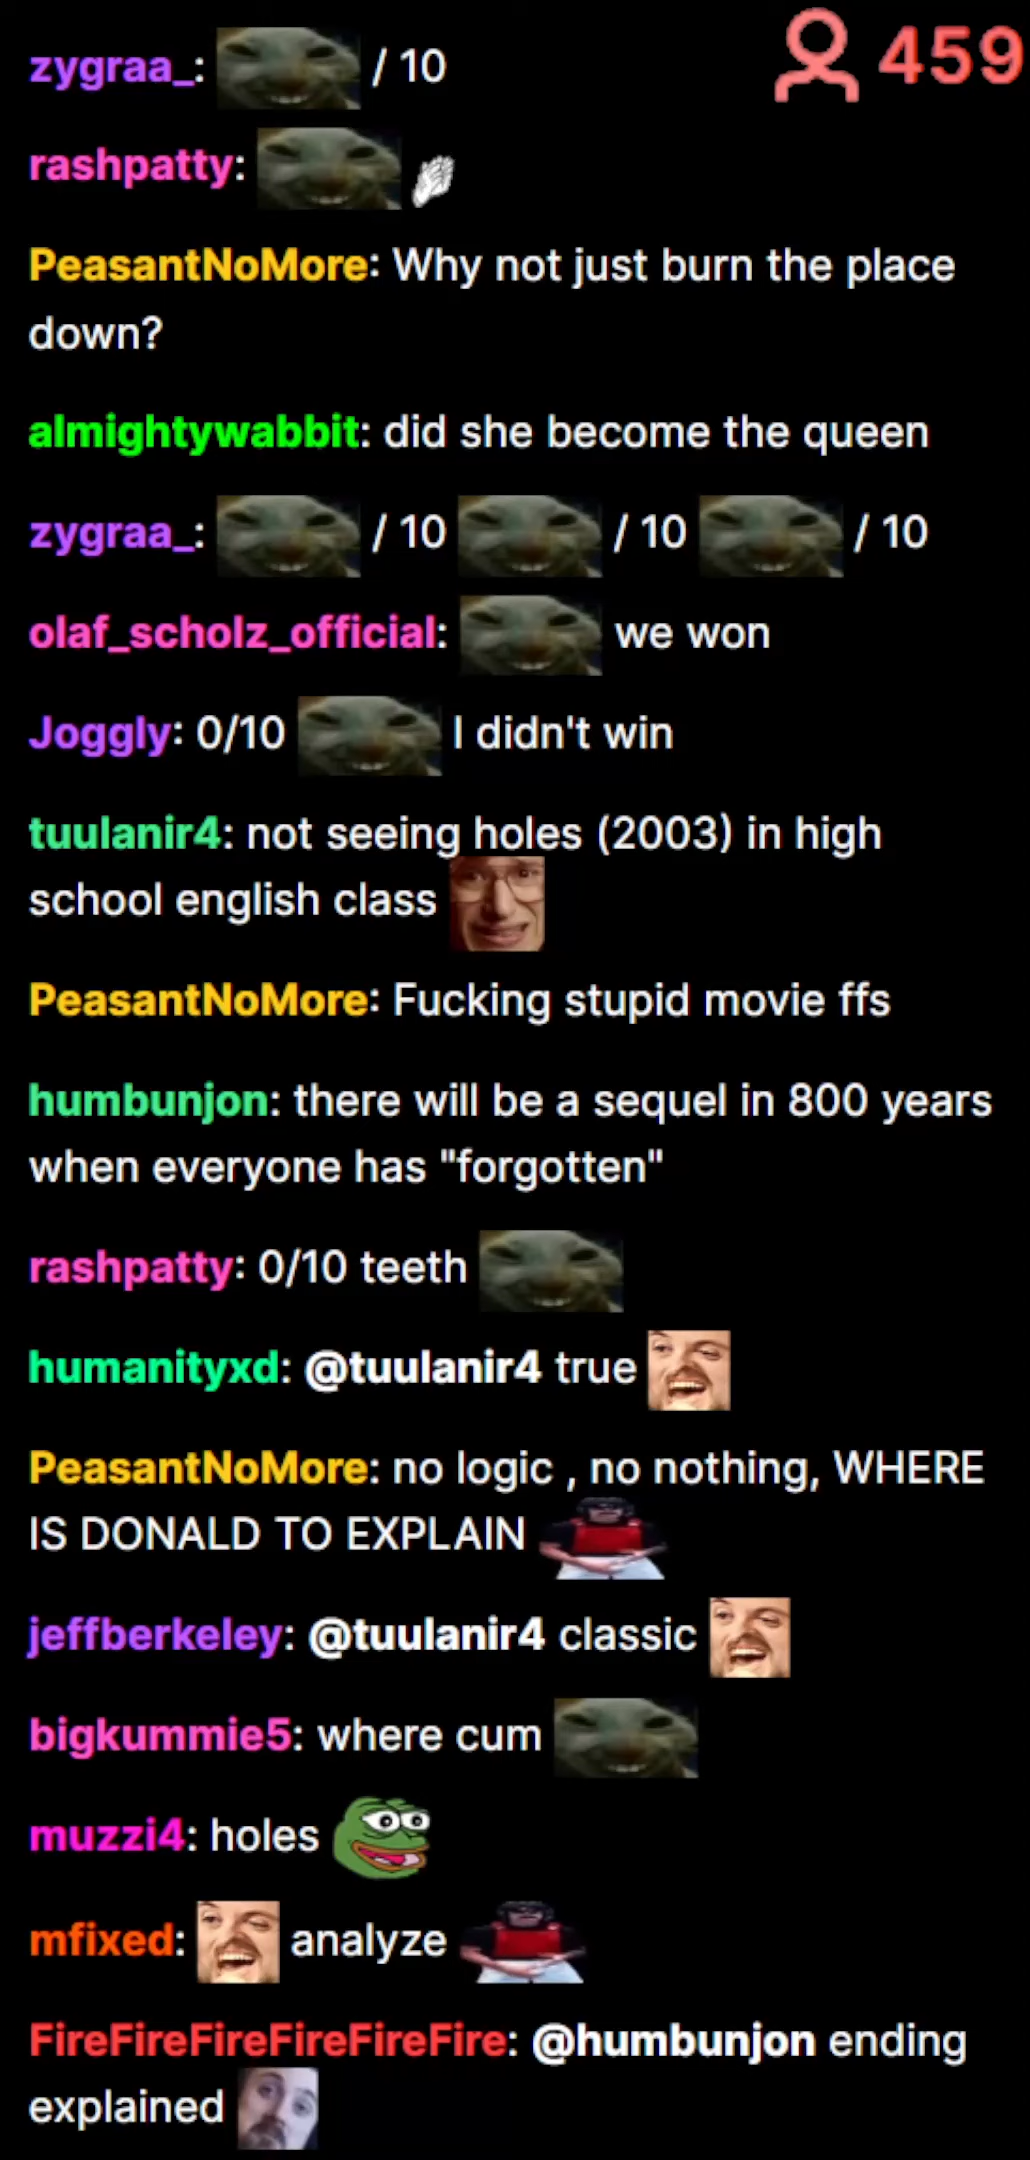 zygraa_: / 10
459
rashpatty:
PeasantNoMore: Why not just burn the place
down?
almightywabbit: did she become the queen
zygraa_: / 10 / 10 / 10
olaf_scholz_official: we won
Joggly: 0/10 I didn't win
tuulanir4: not seeing holes (2003) in high
school english class
PeasantNoMore: Fucking stupid movie ffs
humbunjon: there will be a sequel in 800 years
when everyone has "forgotten"
rashpatty: 0/10 teeth
humanityxd: @tuulanir4 true
PeasantNoMore: no logic , no nothing, WHERE
IS DONALD TO EXPLAIN
jeffberkeley: @tuulanir4 classic
bigkummie5: where cum
muzzi4: holes
mfixed: analyze
FireFireFireFireFireFire: @humbunjon ending
explained